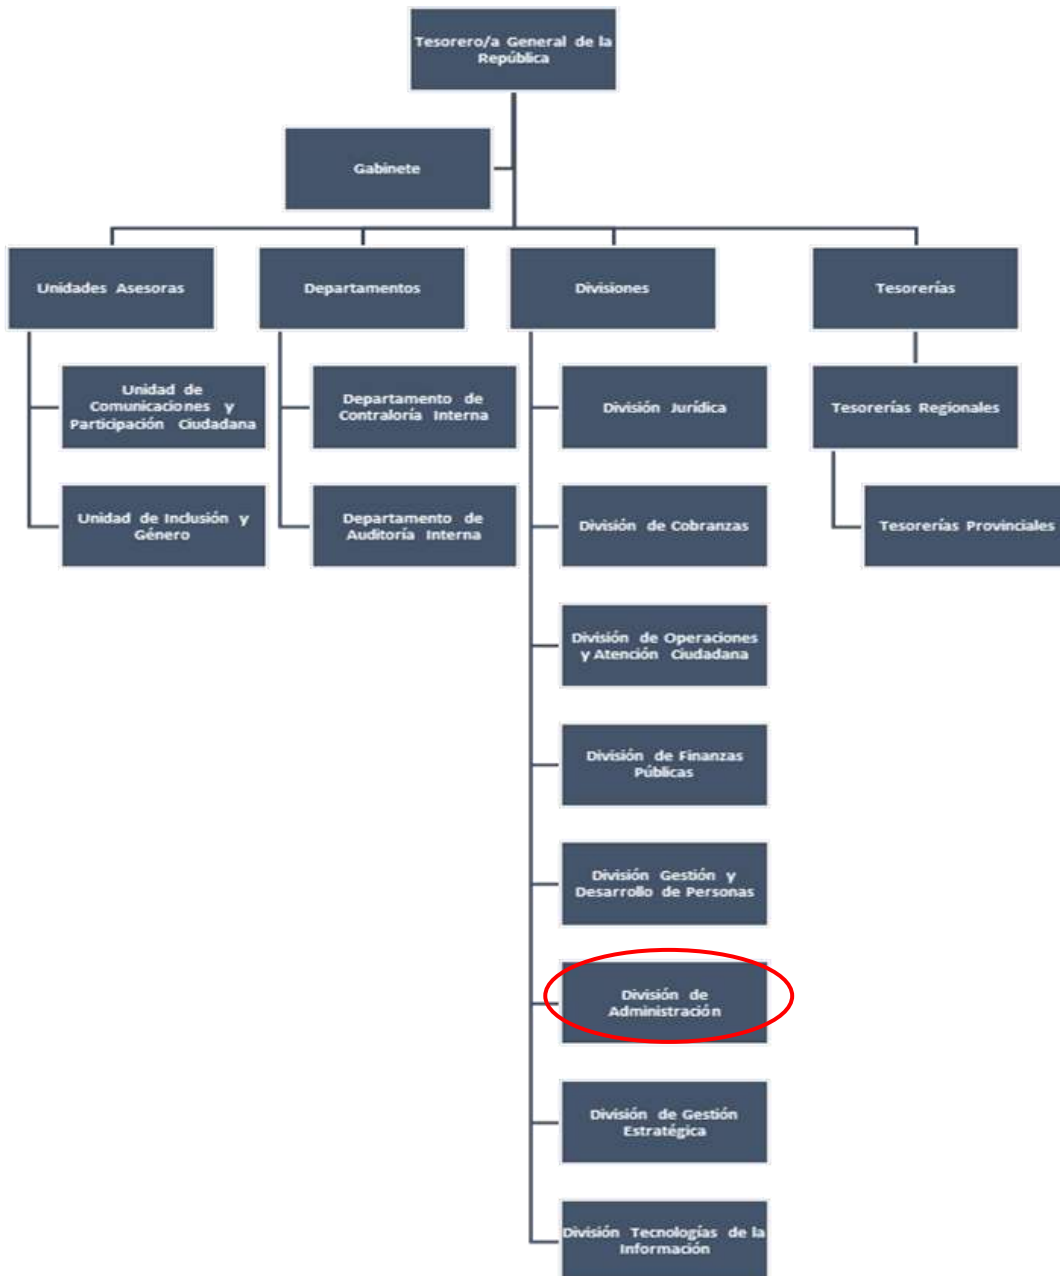 Tesorero/a General de la
República
Gabinete
Unidades Asesoras
Departamentos
Divisiones
Tesorerías
Unidad de
Comunicaciones y
Participación Ciudadana
Departamento de
Contraloría Interna
División Jurídica
Tesorerías Regionales
Unidad de Inclusión y
Género
Departamento de
Auditoría Interna
División de Cobranzas
Tesorerías Provinciales
División de Operaciones
y Atención Ciudadana
División de Finanzas
Públicas
División Gestión y
Desarrollo de Personas
División de
Administración
División de Gestión
Estratégica
División Tecnologías de la
Información